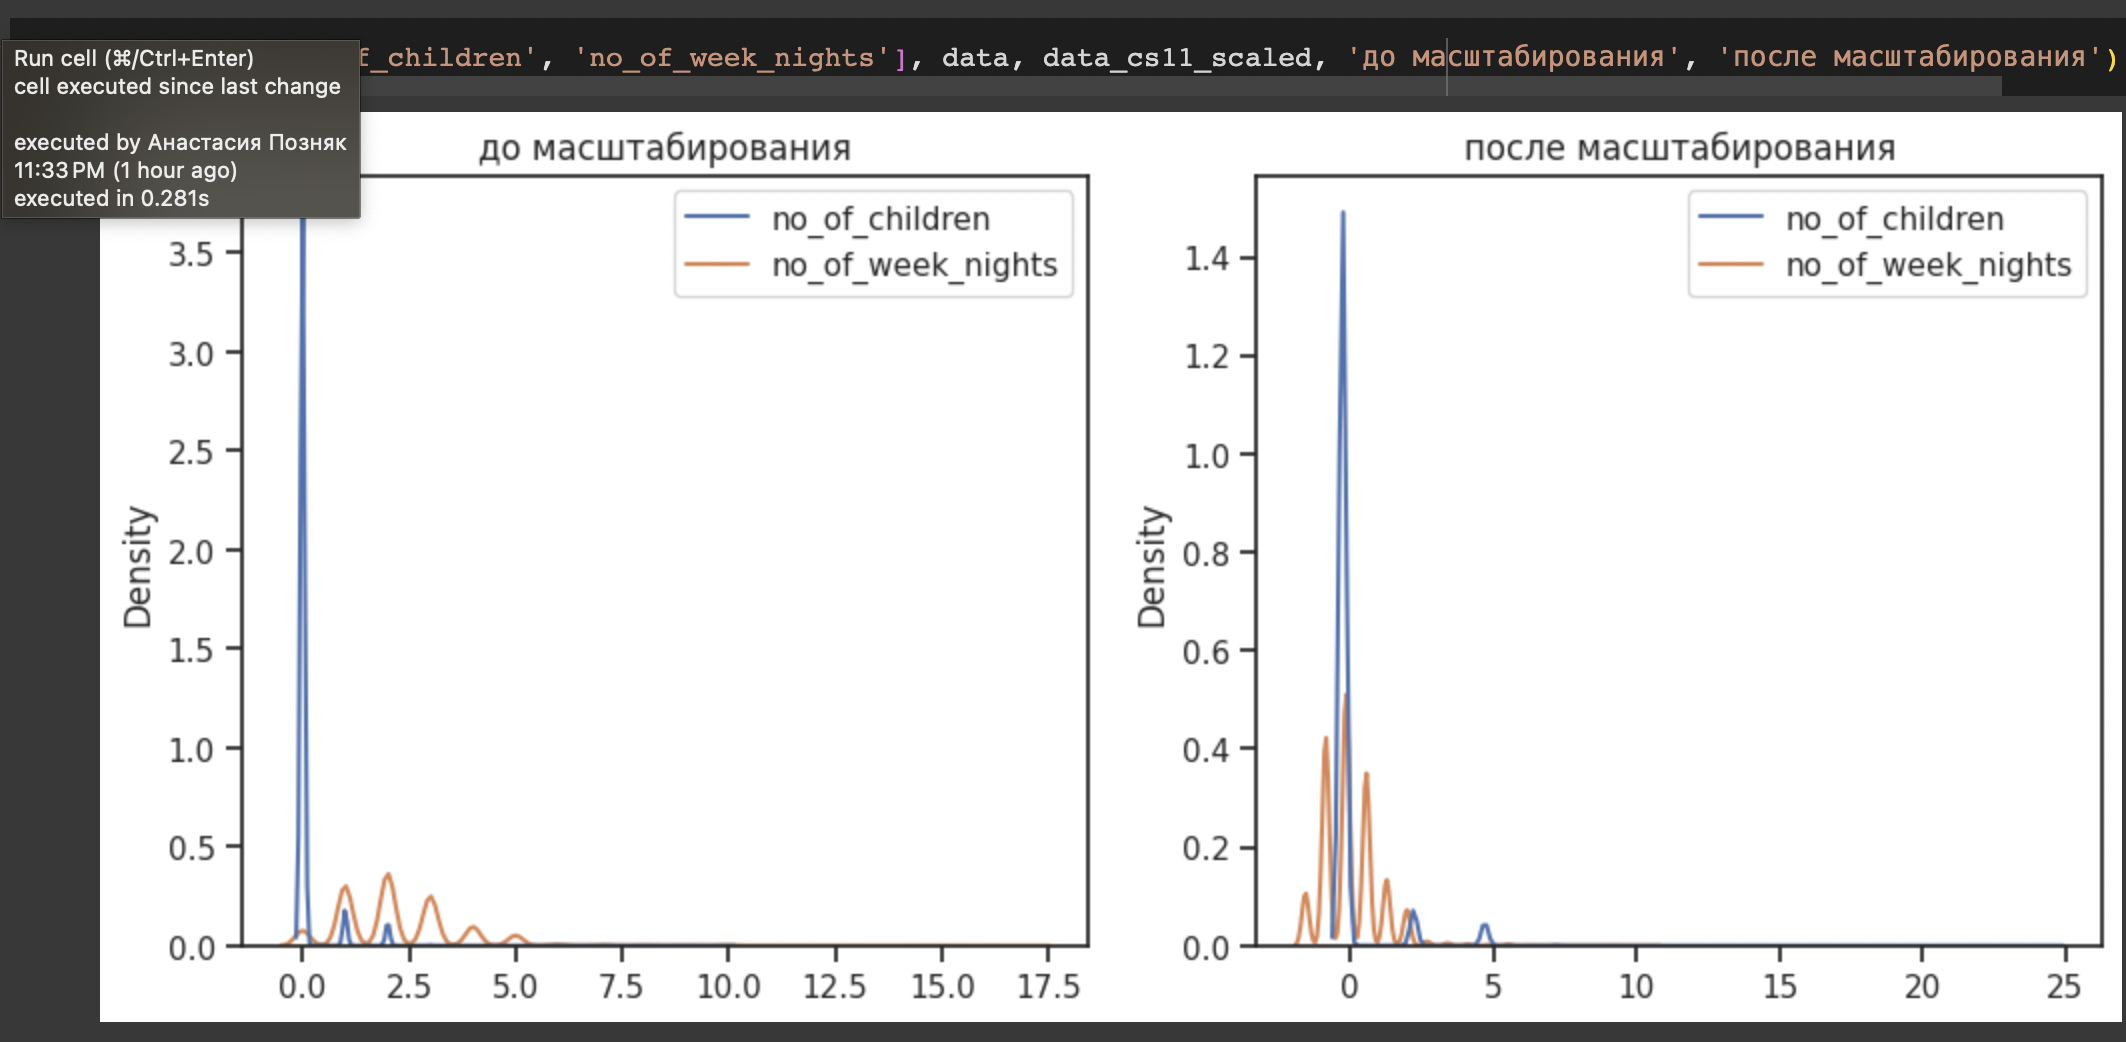 f_children', 'no_of_week_nights'], data, data_cs11_scaled, 'до масштабирования', 'после масштабирования')
Run cell (⌘/Ctrl+Enter)
cell executed since last change
executed by Анастасия Позняк
11:33 PM (1 hour ago)
executed in 0.281s
до масштабирования
no_of_children
no_of_week_nights
3.5
3.0
2.5
2.0
1.5
1.0
0.5
0.0
Density
0.0 2.5 5.0 7.5 10.0 12.5 15.0 17.5
после масштабирования
no_of_children
no_of_week_nights
1.4
1.2
1.0
0.8
0.6
0.4
0.2
0.0
Density
0 5 10 15 20 25